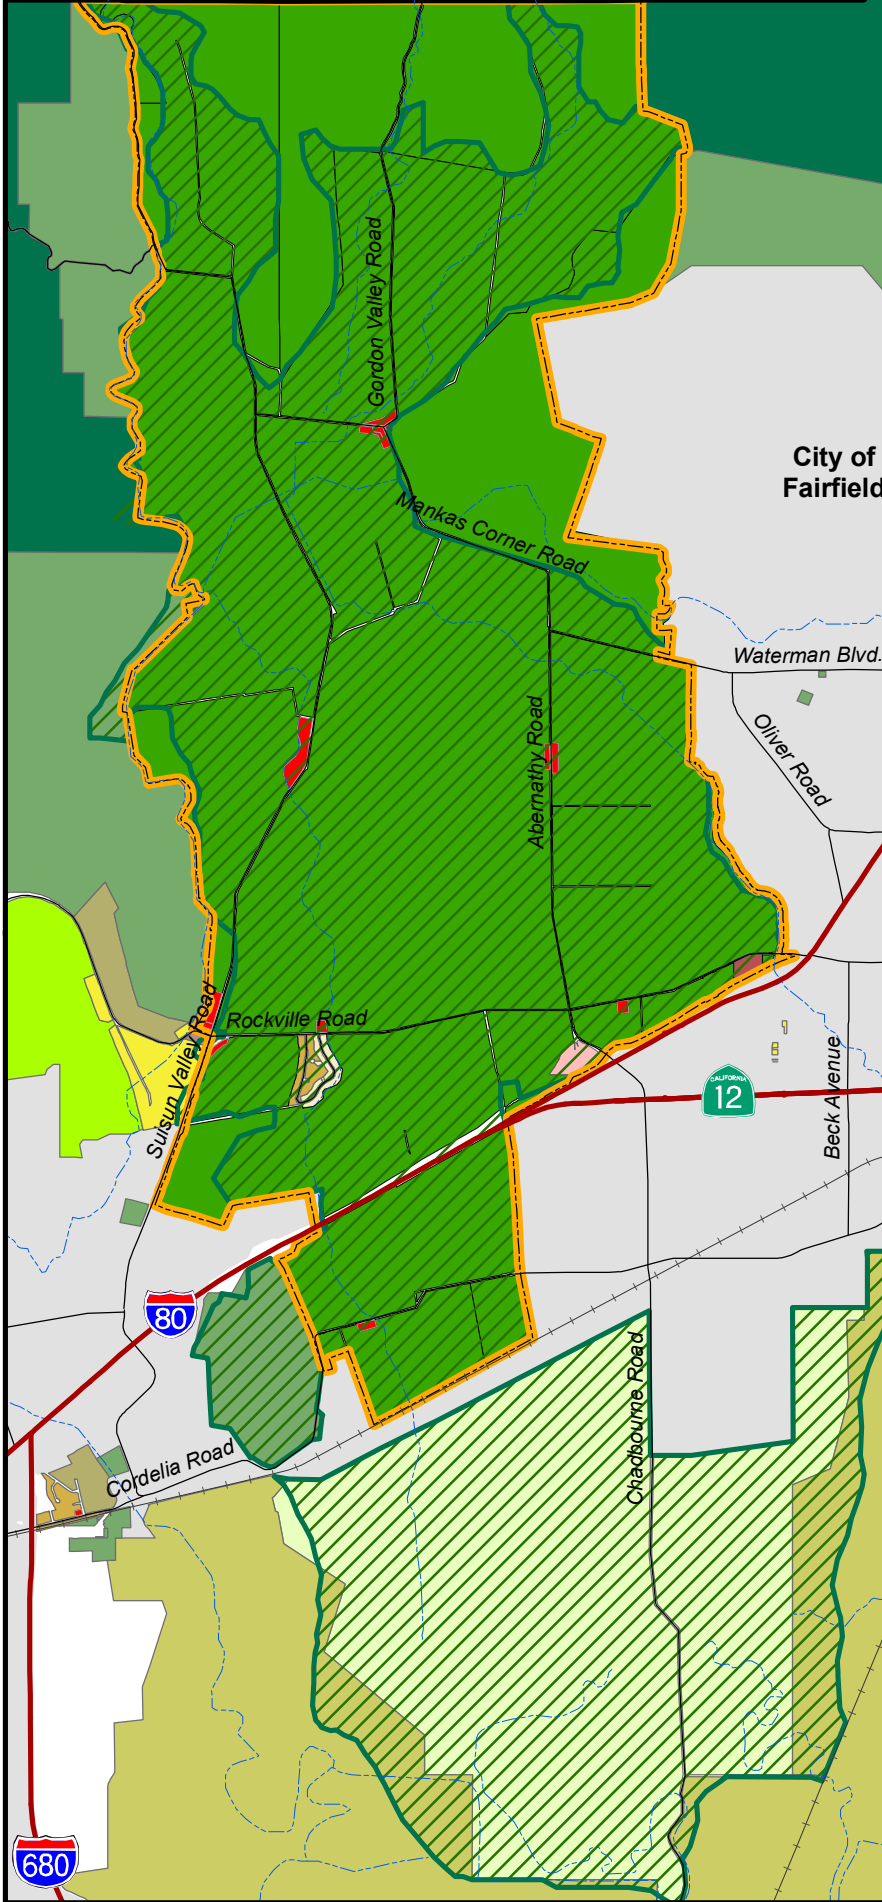 Gordon Valley Road
City of
Fairfield
Mankas Corner Road
Waterman Blvd.
Abernathy Road
Oliver Road
Suisun Valley Road
Rockville Road
CALIFORNIA
12
Beck Avenue
80
Chadbourne Road
Cordelia Road
680